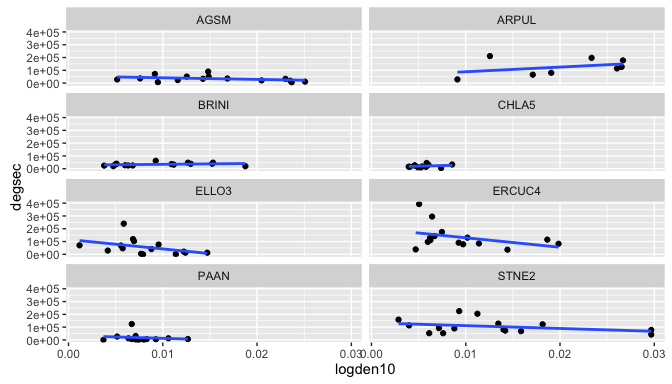 AGSM ARPUL
4e+05
3e+05
2e+05
1e+05
0e+00
BRINI CHLA5
4e+05
3e+05
2e+05
1e+05
0e+00
degsec
ELLO3 ERCUC4
4e+05
3e+05
2e+05
1e+05
0e+00
PAAN STNE2
4e+05
3e+05
2e+05
1e+05
0e+00
0.00 0.01 0.02 0.03 0.00 0.01 0.02 0.03
logden10